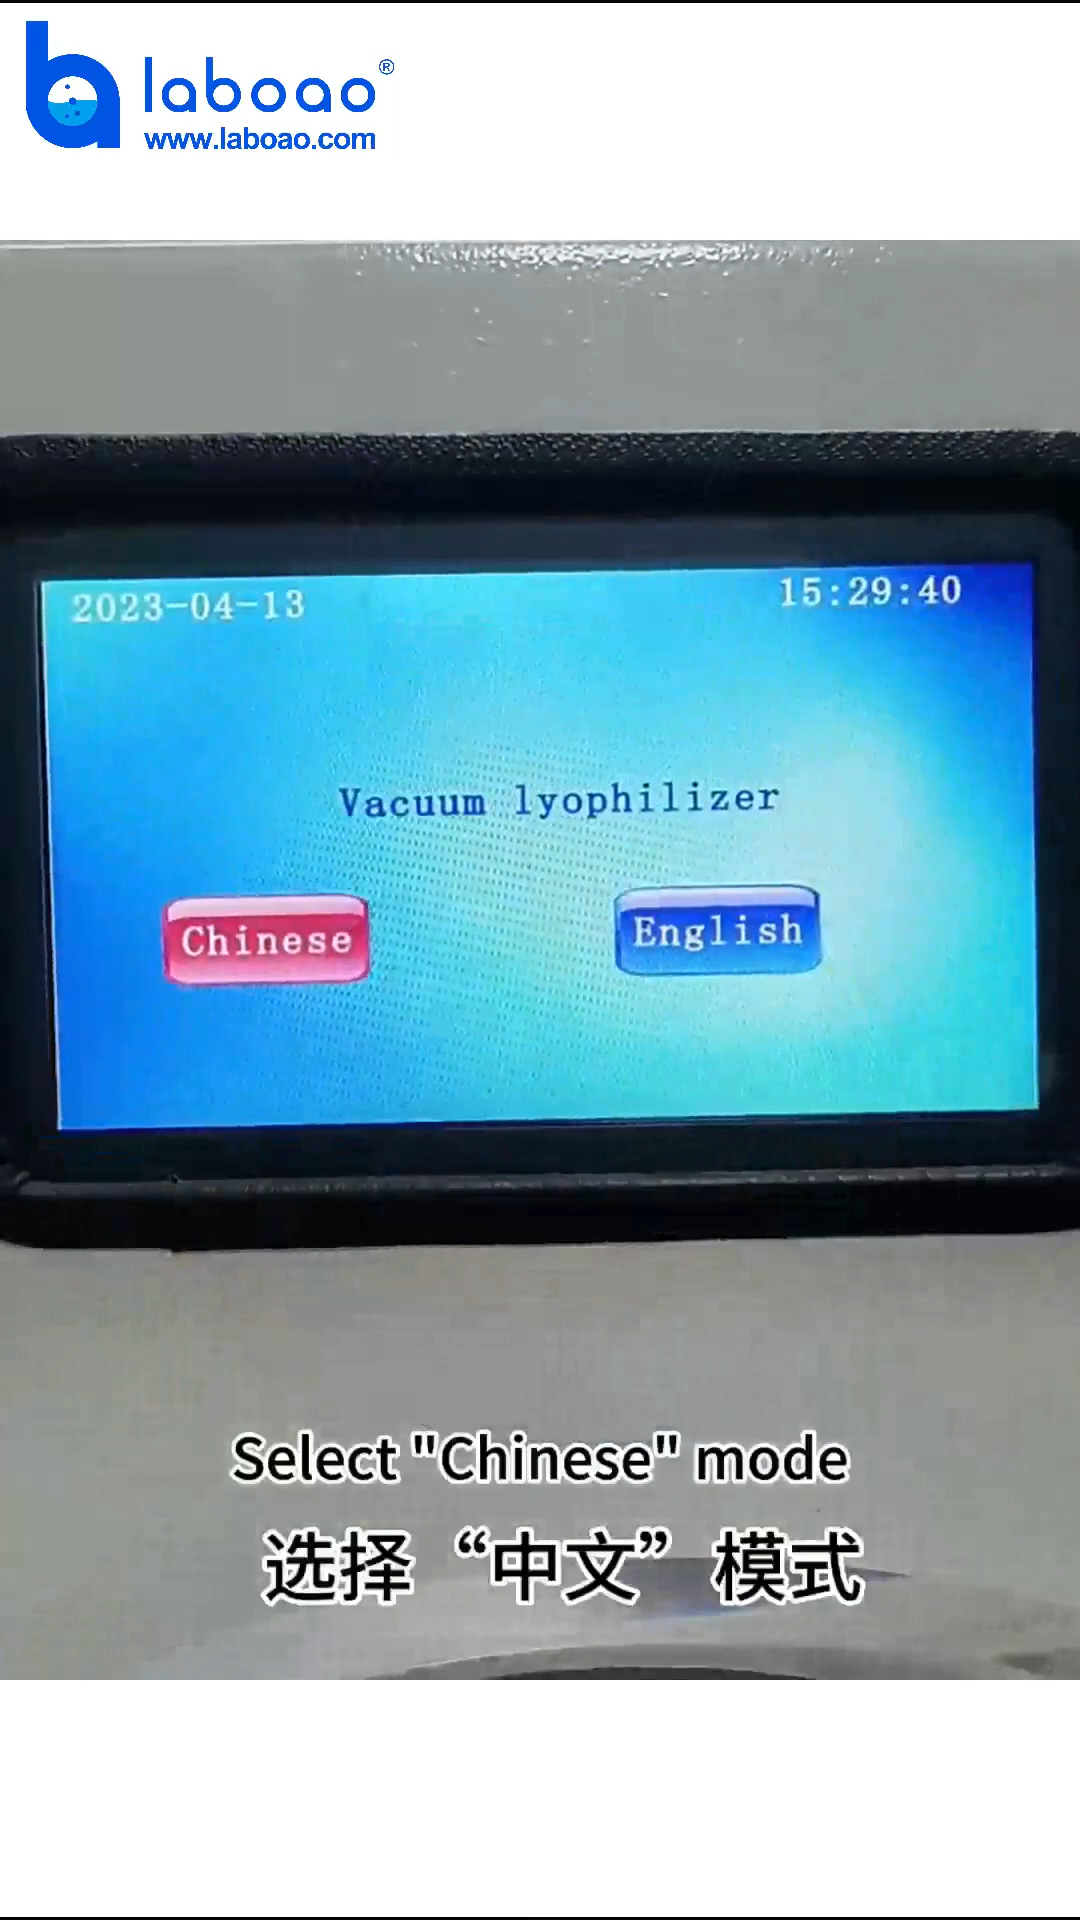 laboao®
www.laboao.com
2023-04-13
15:29:40
Vacuum lyophilizer
Chinese
English
Select "Chinese" mode
选择“中文”模式